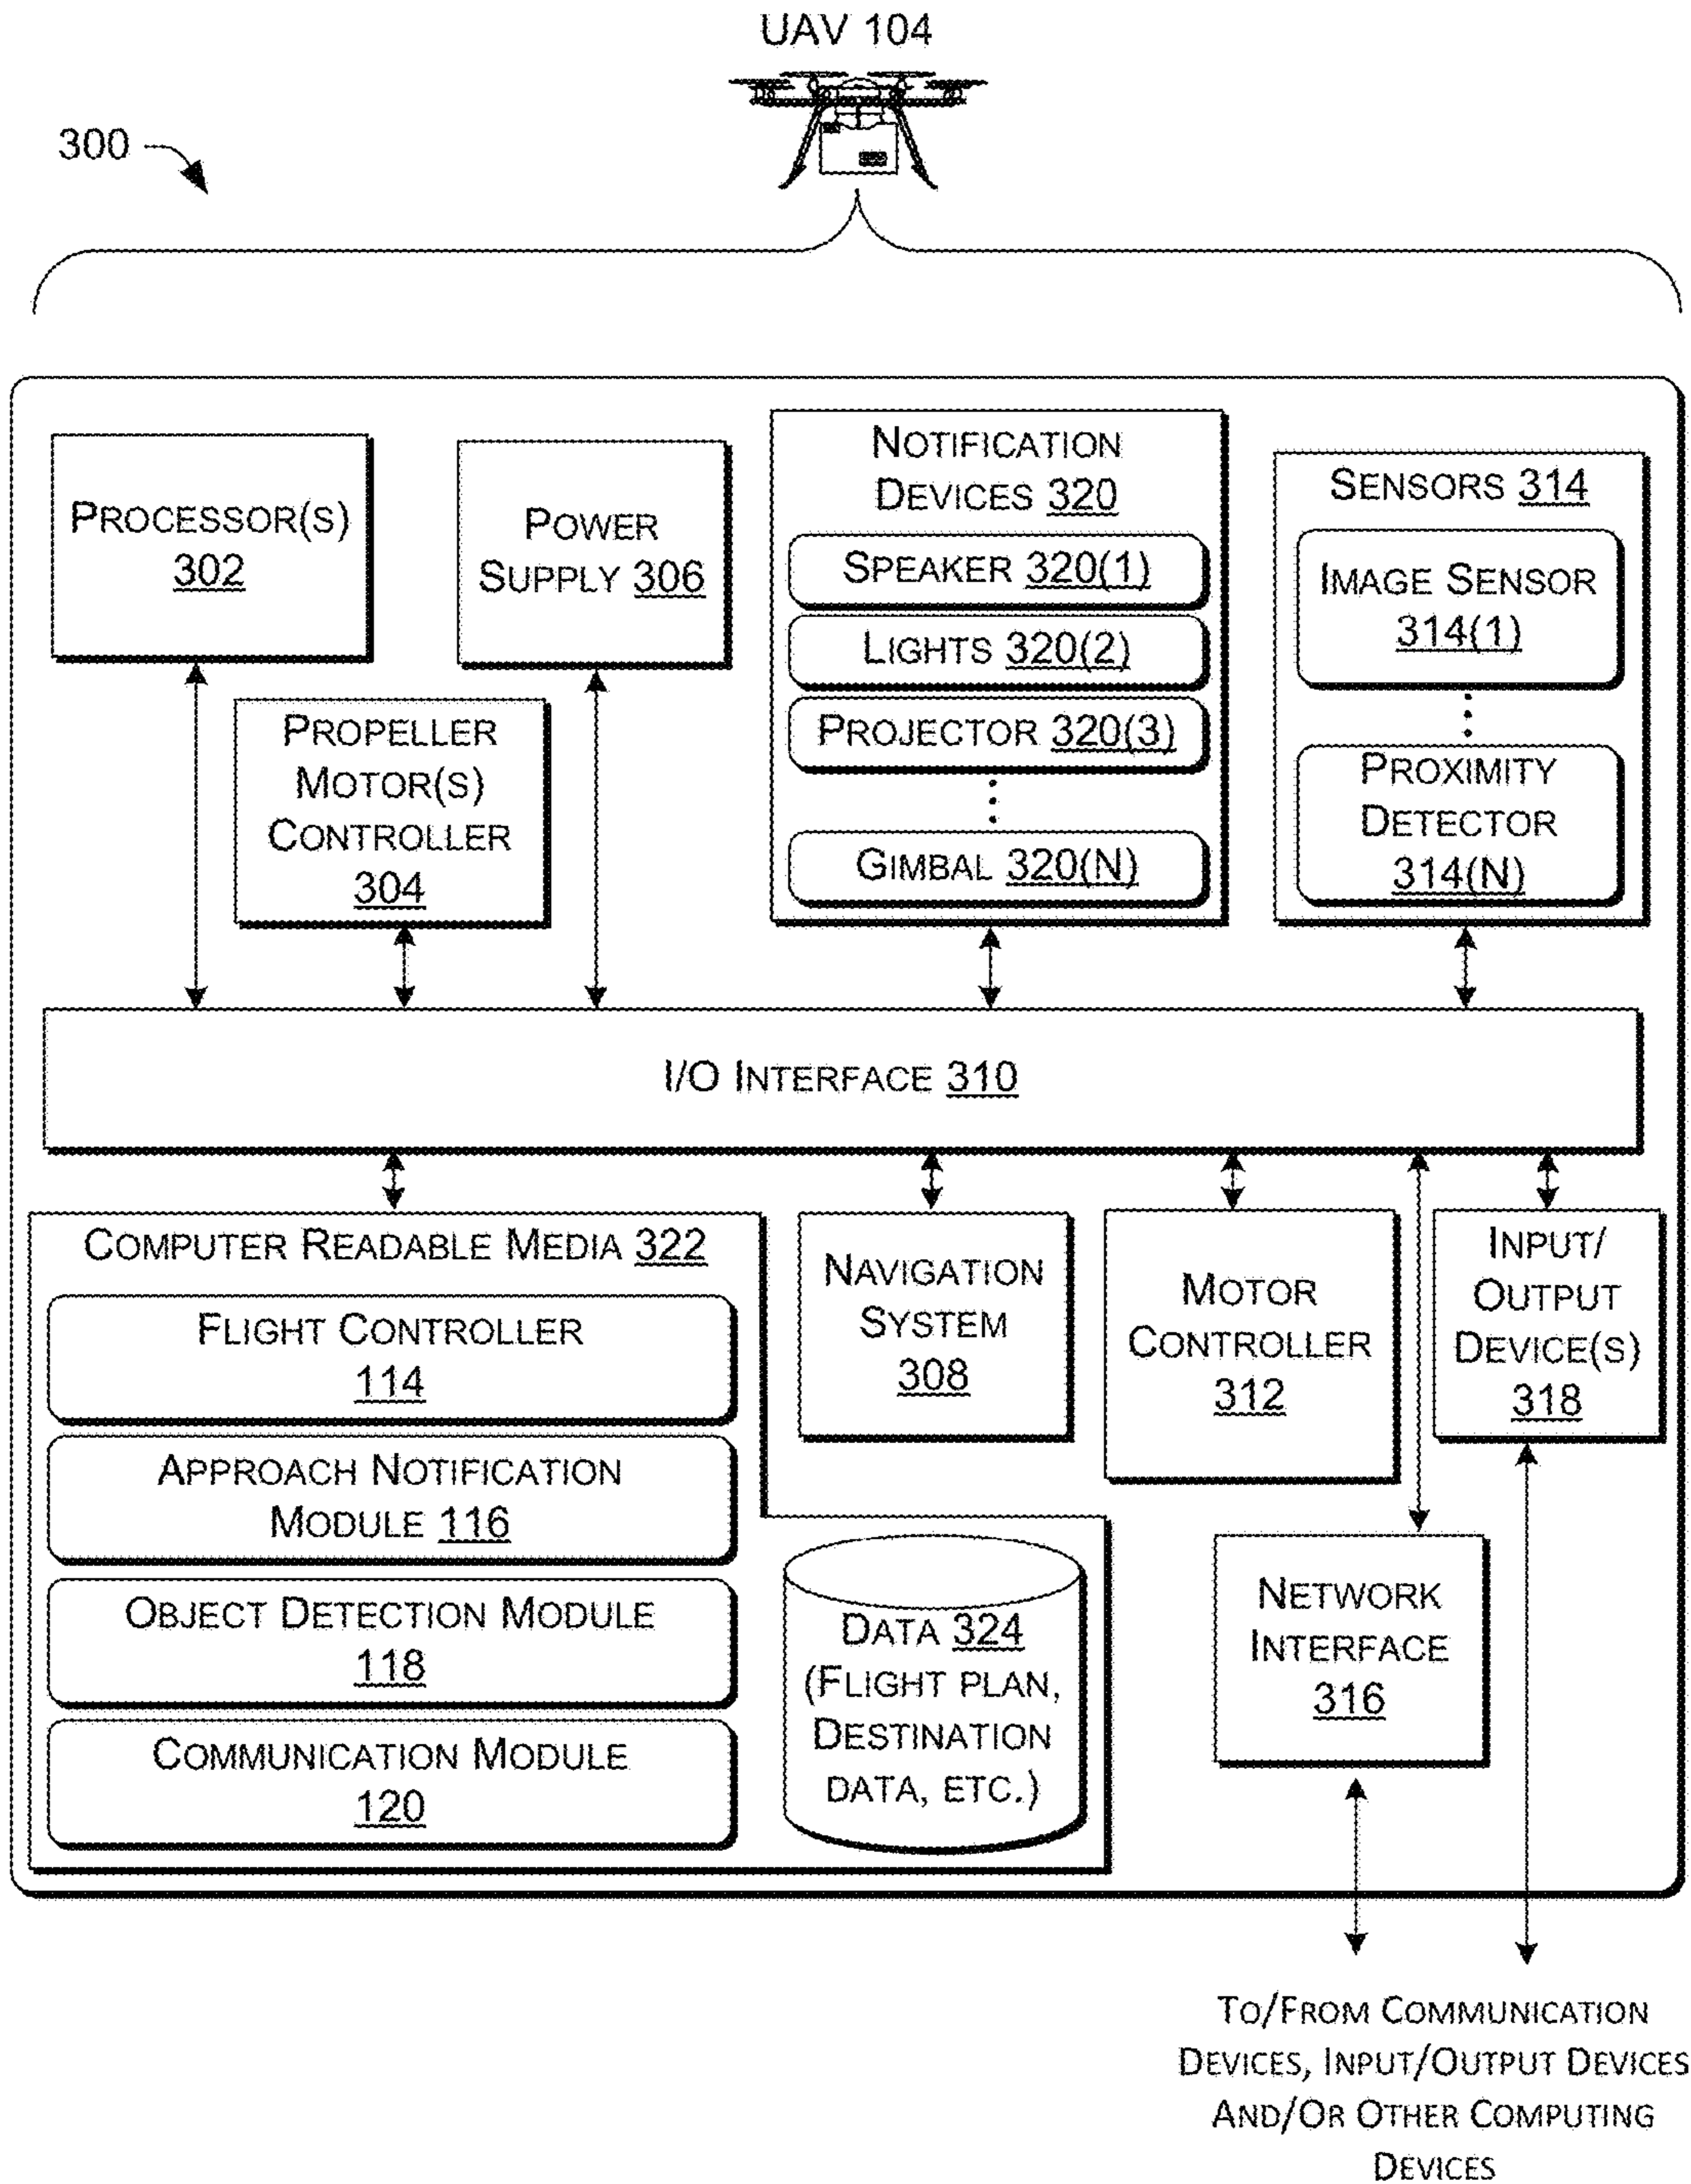 UAV 104
300
PROCESSOR(S)
302
POWER
SUPPLY 306
PROPELLER
MOTOR(S)
CONTROLLER
304
NOTIFICATION
DEVICES 320
SPEAKER 320(1)
LIGHTS 320(2)
PROJECTOR 320(3)
GIMBAL 320(N)
SENSORS 314
IMAGE SENSOR
314(1)
PROXIMITY
DETECTOR
314(N)
I/O INTERFACE 310
COMPUTER READABLE MEDIA 322
FLIGHT CONTROLLER
114
APPROACH NOTIFICATION
MODULE 116
OBJECT DETECTION MODULE
118
COMMUNICATION MODULE
120
DATA 324
(FLIGHT PLAN,
DESTINATION
DATA, ETC.)
NAVIGATION
SYSTEM
308
MOTOR
CONTROLLER
312
INPUT/
OUTPUT
DEVICE(S)
318
NETWORK
INTERFACE
316
TO/FROM COMMUNICATION
DEVICES, INPUT/OUTPUT DEVICES
AND/OR OTHER COMPUTING
DEVICES